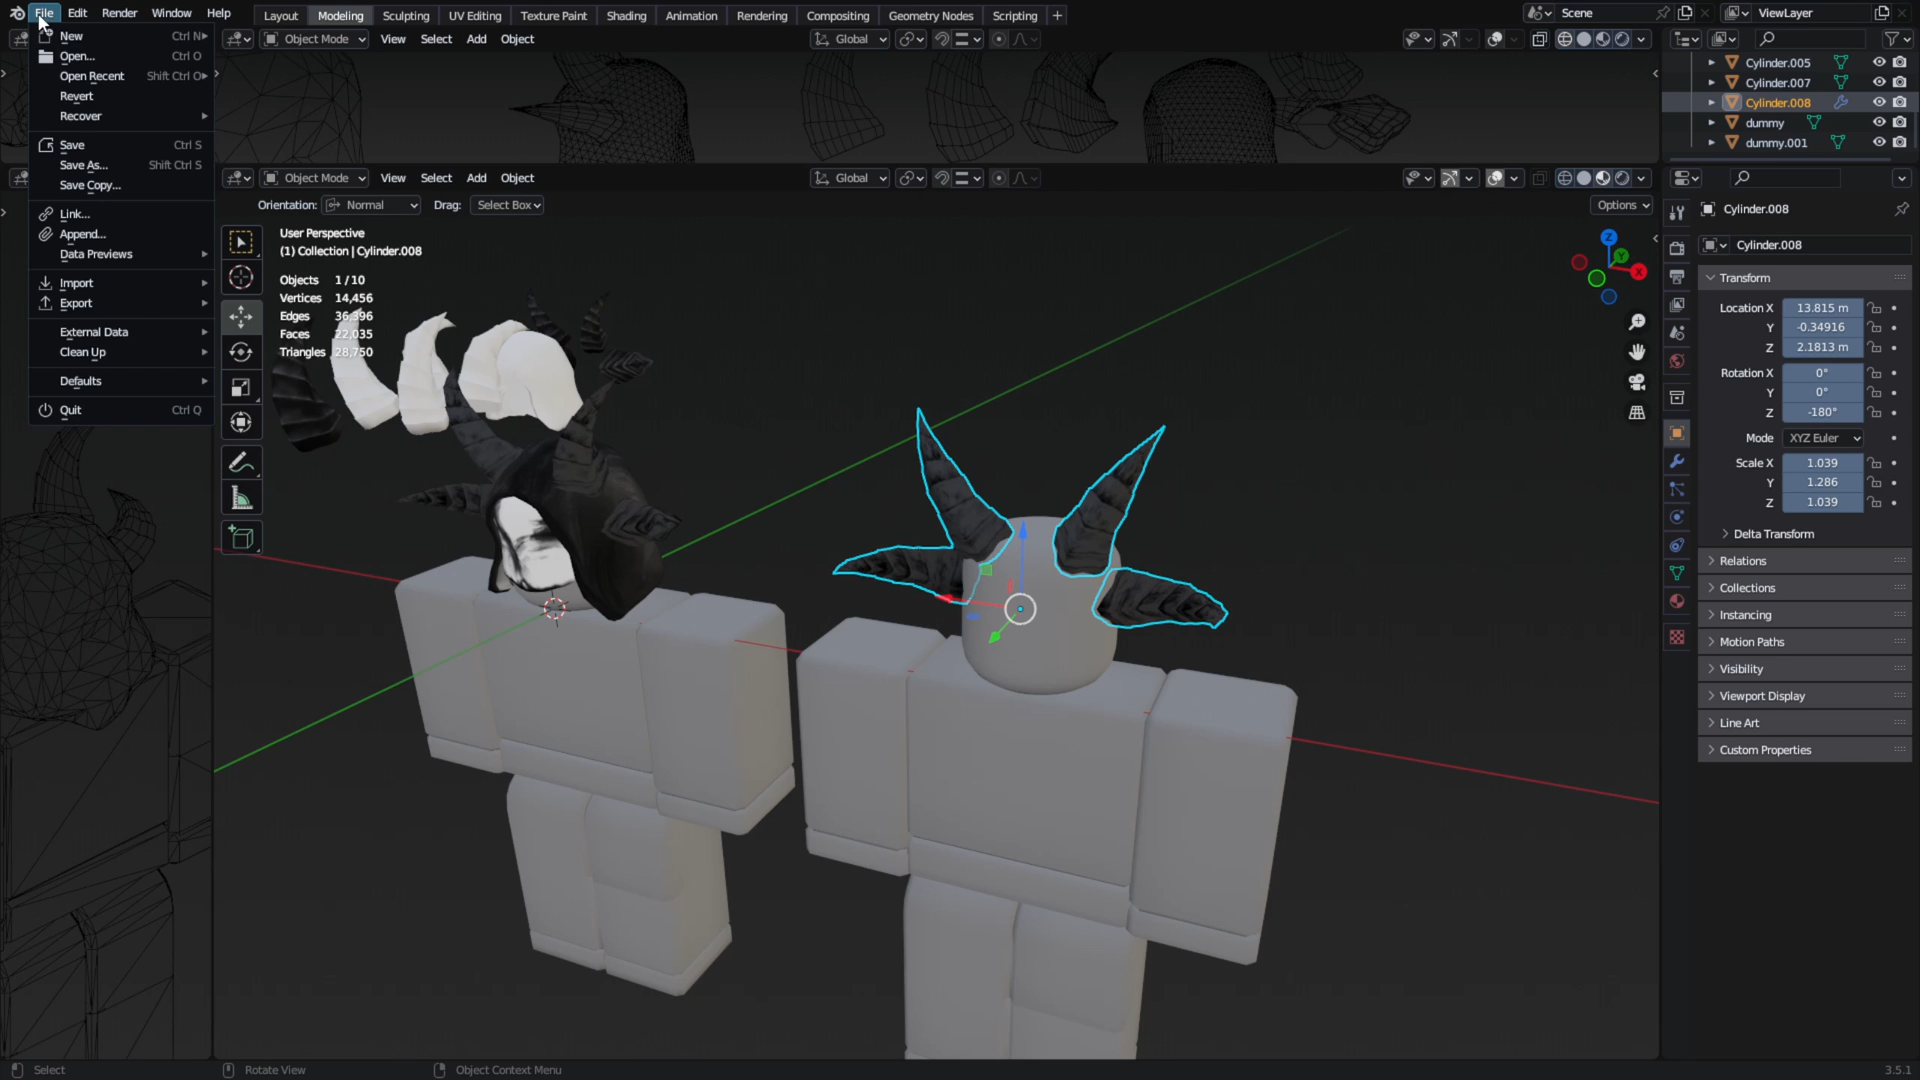 File Edit Render Window Help
Layout Modeling Sculpting UV Editing Texture Paint Shading Animation Rendering Compositing Geometry Nodes Scripting +
Scene
ViewLayer
New Ctrl N
Open... Ctrl O
Open Recent Shift Ctrl O
Revert
Recover
Save Ctrl S
Save As... Shift Ctrl S
Save Copy...
Link...
Append...
Data Previews
Import
Export
External Data
Clean Up
Defaults
Quit Ctrl Q
Object Mode View Select Add Object
Global
Object Mode View Select Add Object
Global
Orientation: Normal Drag: Select Box
Options
User Perspective
(1) Collection | Cylinder.008
Objects 1/10
Vertices 14,456
Edges 36,396
Faces 22,035
Triangles 28,750
Z
Y
X
Cylinder.005
Cylinder.007
Cylinder.008
dummy
dummy.001
Cylinder.008
Cylinder.008
Transform
Location X 13.815 m
Y -0.34916
Z 2.1813 m
Rotation X 0°
Y 0°
Z -180°
Mode XYZ Euler
Scale X 1.039
Y 1.286
Z 1.039
Delta Transform
Relations
Collections
Instancing
Motion Paths
Visibility
Viewport Display
Line Art
Custom Properties
Select
Rotate View
Object Context Menu
3.5.1